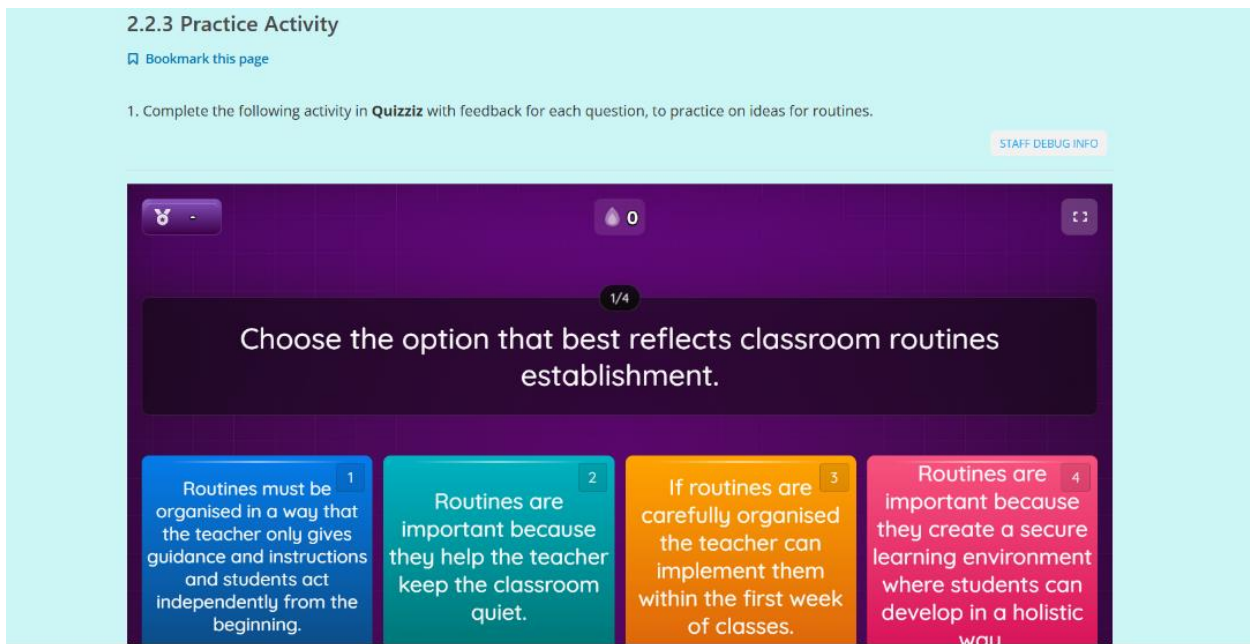 2.2.3 Practice Activity
Bookmark this page
1. Complete the following activity in Quizziz with feedback for each question, to practice on ideas for routines.
STAFF DEBUG INFO
-
0
1/4
Choose the option that best reflects classroom routines
establishment.
1
Routines must be
organised in a way that
the teacher only gives
guidance and instructions
and students act
independently from the
beginning.
2
Routines are
important because
they help the teacher
keep the classroom
quiet.
3
If routines are
carefully organised
the teacher can
implement them
within the first week
of classes.
4
Routines are
important because
they create a secure
learning environment
where students can
develop in a holistic
way